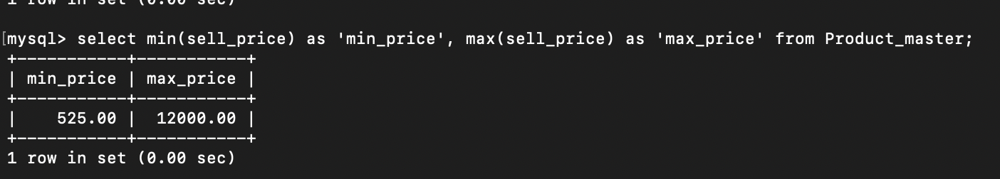 1 row in set (0.00 sec)
[mysql> select min(sell_price) as 'min_price', max(sell_price) as 'max_price' from Product_master;
+-----------+-----------+
| min_price | max_price |
+-----------+-----------+
|    525.00 |  12000.00 |
+-----------+-----------+
1 row in set (0.00 sec)